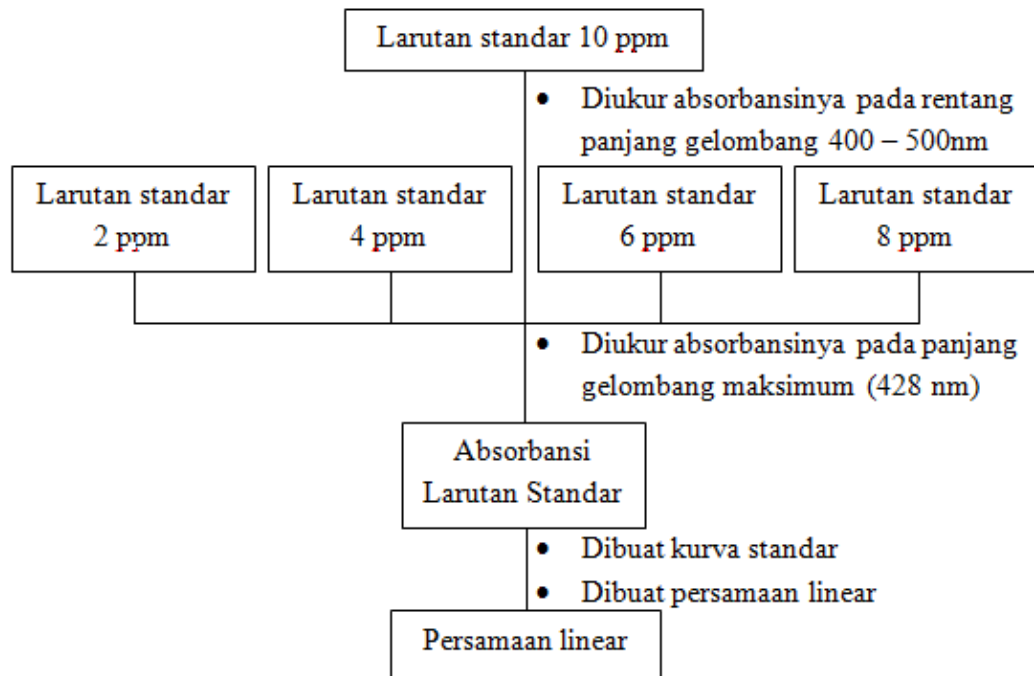 Larutan standar 10 ppm
• Diukur absorbansinya pada rentang
panjang gelombang 400 – 500nm
Larutan standar
2 ppm
Larutan standar
4 ppm
Larutan standar
6 ppm
Larutan standar
8 ppm
• Diukur absorbansinya pada panjang
gelombang maksimum (428 nm)
Absorbansi
Larutan Standar
• Dibuat kurva standar
• Dibuat persamaan linear
Persamaan linear